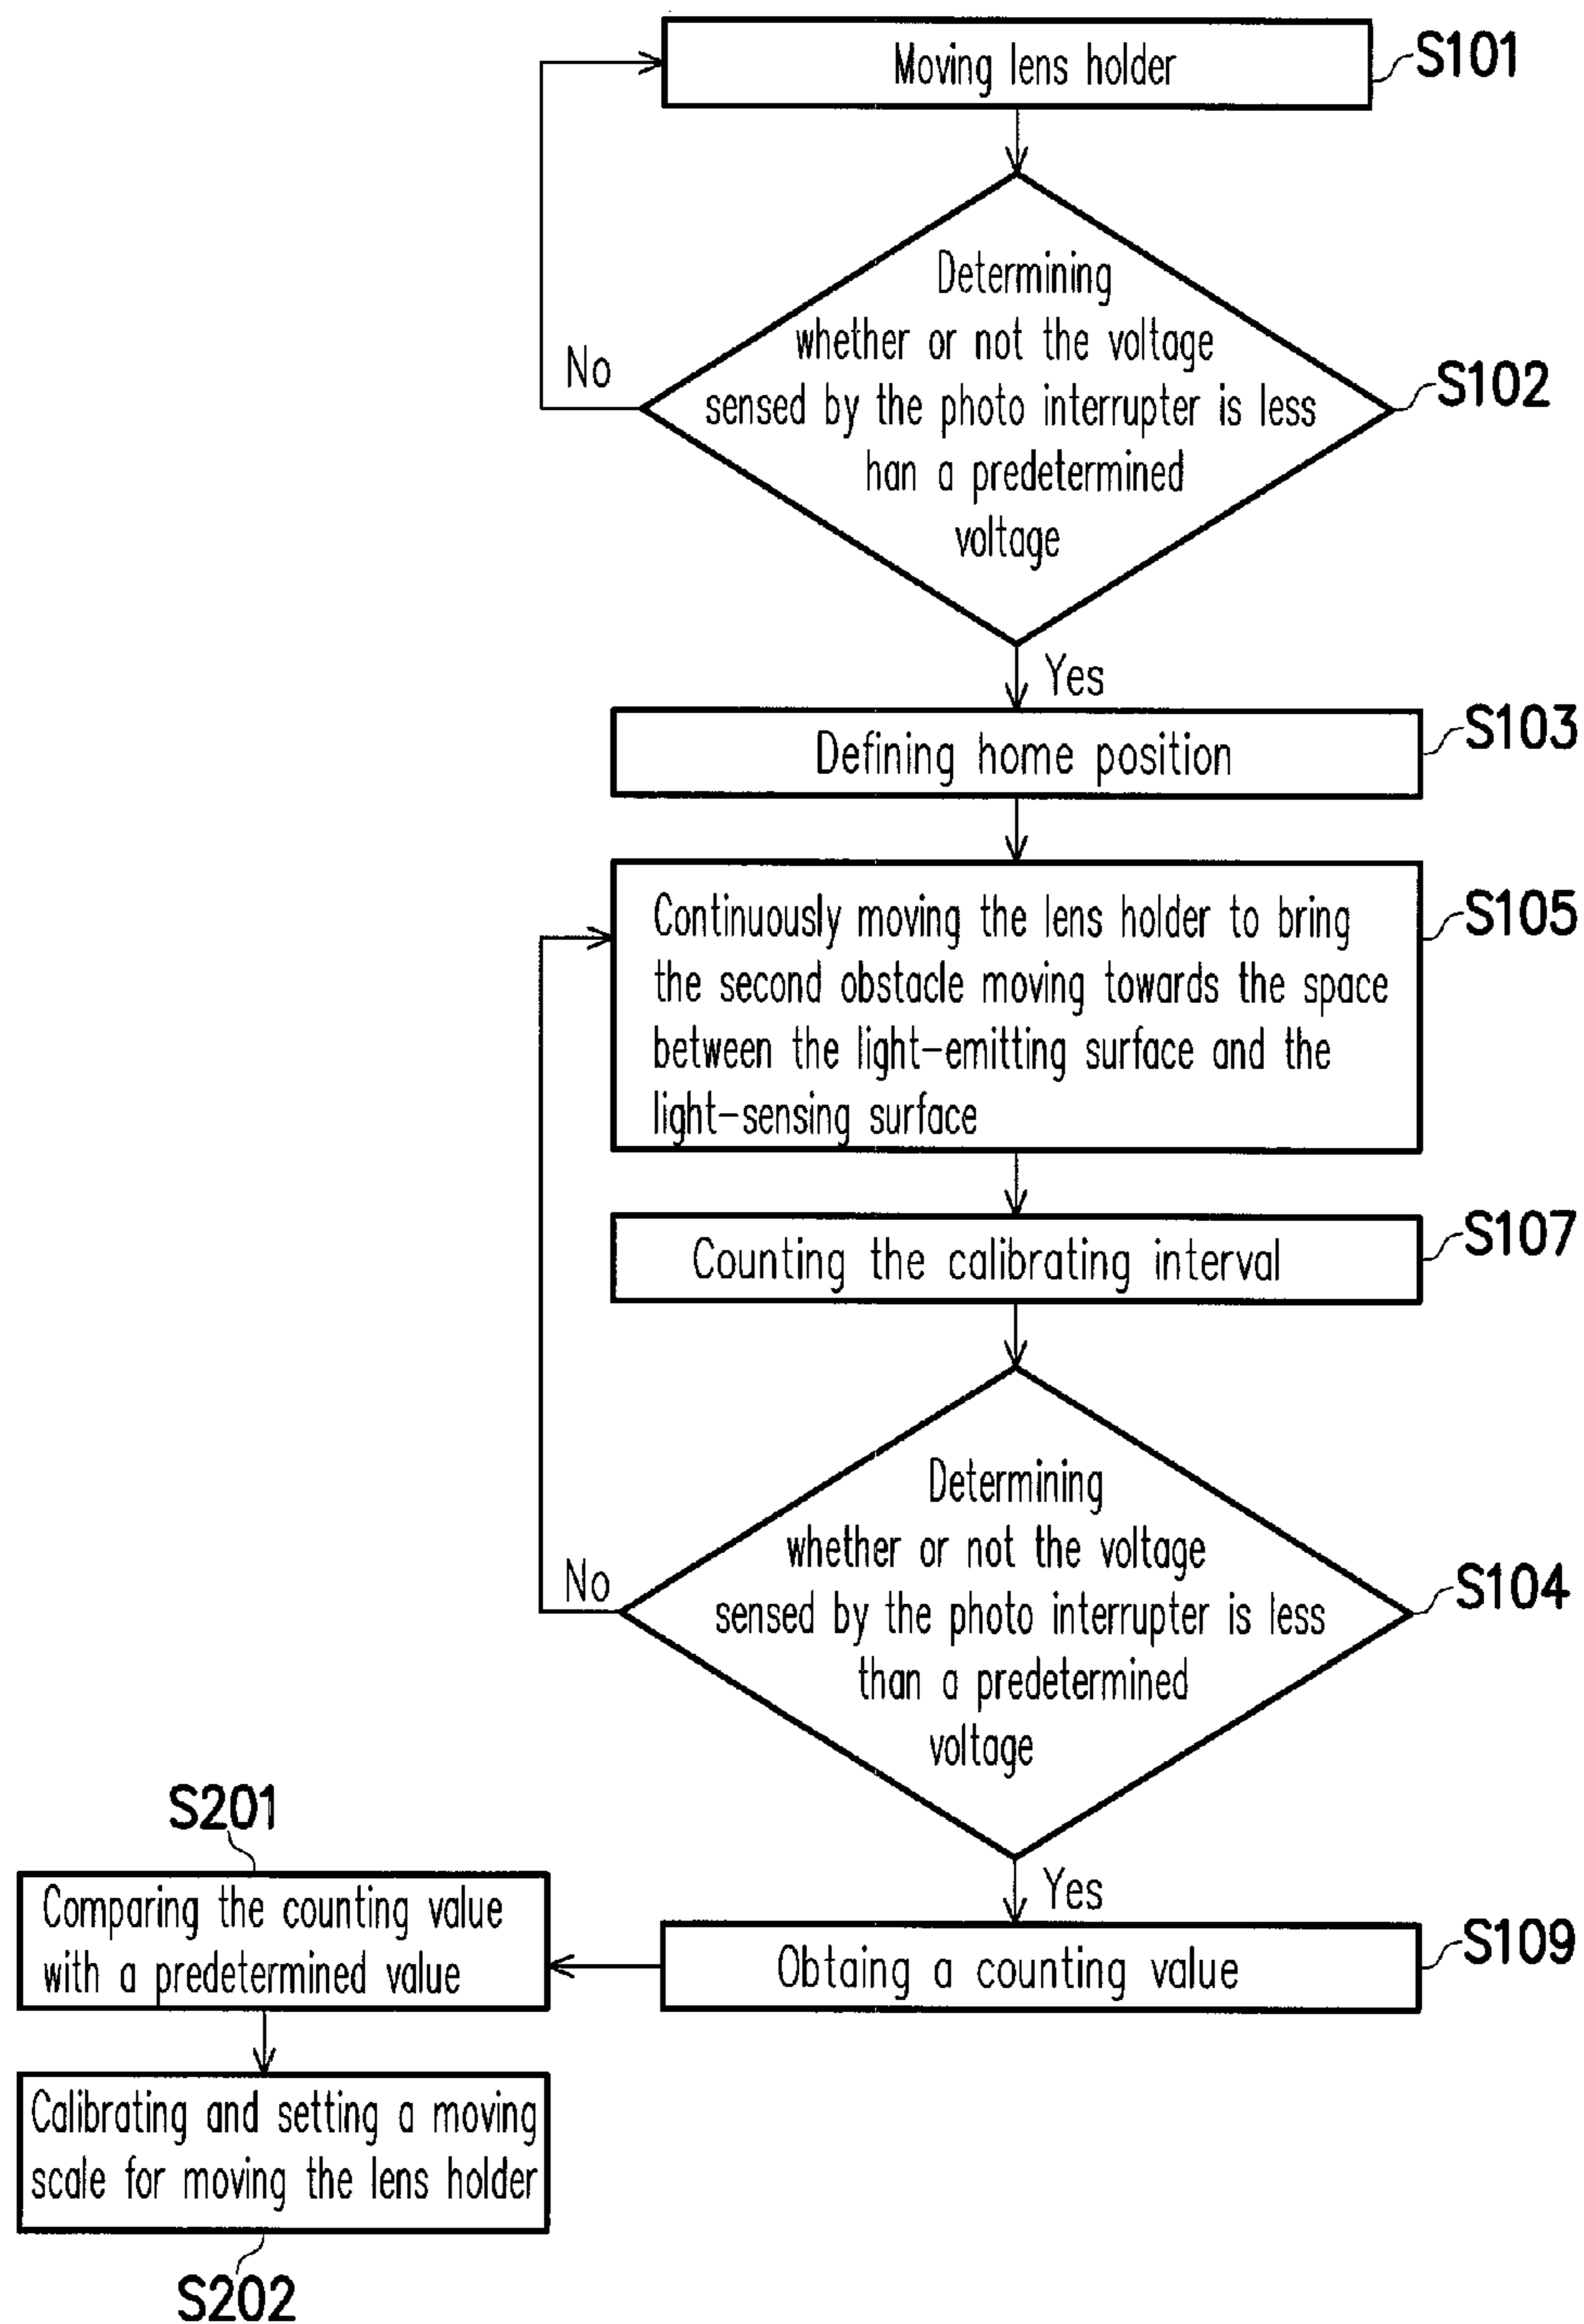 Moving lens holder
S101
Determining
whether or not the voltage
sensed by the photo interrupter is less
han a predetermined
voltage
S102
No
Yes
Defining home position
S103
Continuously moving the lens holder to bring
the second obstacle moving towards the space
between the light-emitting surface and the
light-sensing surface
S105
Counting the calibrating interval
S107
Determining
whether or not the voltage
sensed by the photo interrupter is less
than a predetermined
voltage
S104
No
Yes
Obtaing a counting value
S109
S201
Comparing the counting value
with a predetermined value
Calibrating and setting a moving
scale for moving the lens holder
S202